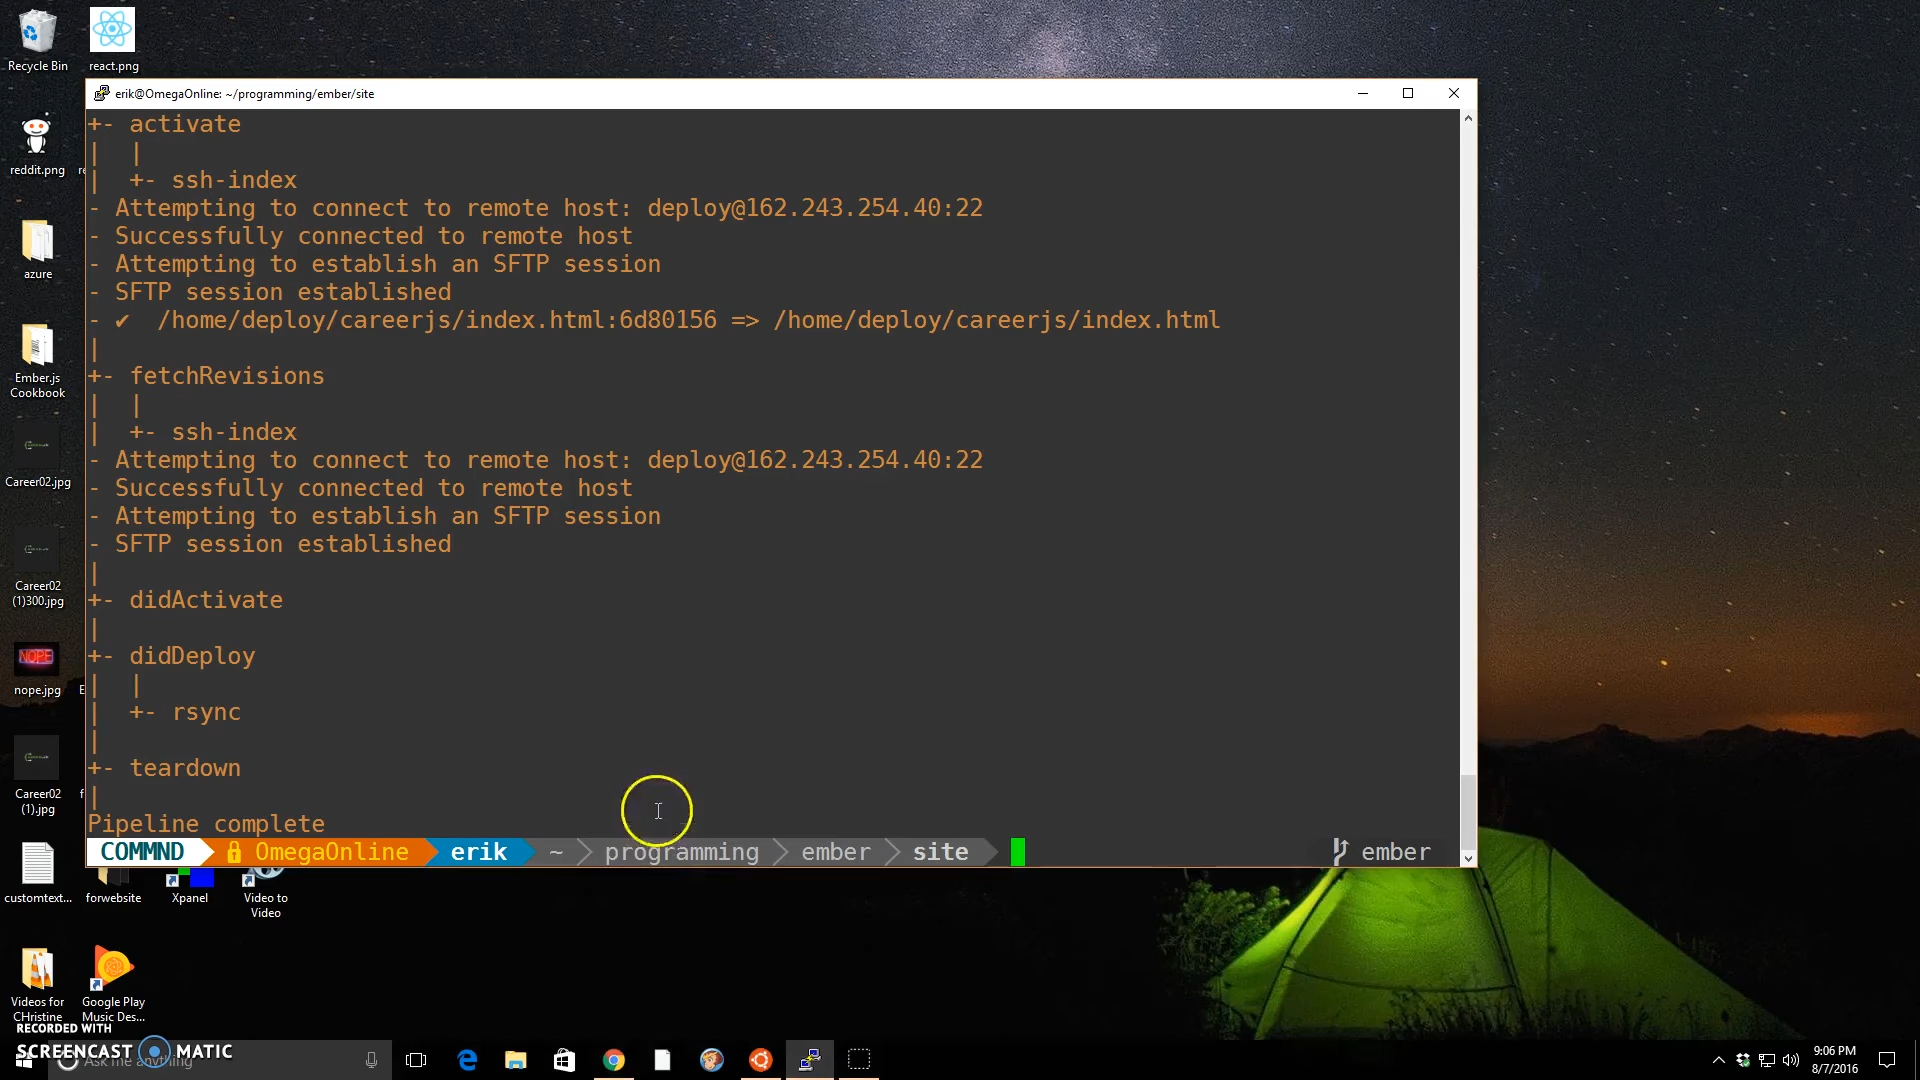 Recycle Bin
react.png
erik@OmegaOnline: ~/programming/ember/site
+- activate
| |
| +- ssh-index
- Attempting to connect to remote host: deploy@162.243.254.40:22
- Successfully connected to remote host
- Attempting to establish an SFTP session
- SFTP session established
- ✔ /home/deploy/careerjs/index.html:6d80156 => /home/deploy/careerjs/index.html
|
+- fetchRevisions
| |
| +- ssh-index
- Attempting to connect to remote host: deploy@162.243.254.40:22
- Successfully connected to remote host
- Attempting to establish an SFTP session
- SFTP session established
|
+- didActivate
|
+- didDeploy
| |
| +- rsync
|
+- teardown
|
Pipeline complete
COMMND OmegaOnline erik ~ programming ember site ember
reddit.png
re
azure
Ember.js
Cookbook
Career02.jpg
Career02
(1)300.jpg
NOPE
nope.jpg
E
Career02
(1).jpg
f
customtext...
forwebsite
Xpanel
Video to
Video
Videos for
CHristine
Google Play
Music Des...
RECORDED WITH
SCREENCAST MATIC
Ask me anything
9:06 PM
8/7/2016